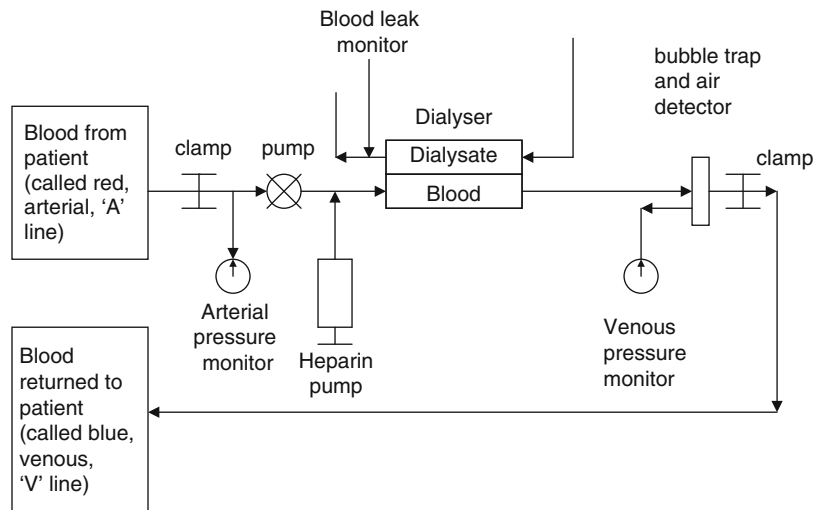 Blood leak
monitor
bubble trap
and air
detector
Dialyser
Blood from
patient
(called red,
arterial, ‘A’
line)
clamp
pump
Dialysate
Blood
clamp
Arterial
pressure
monitor
Heparin
pump
Venous
pressure
monitor
Blood
returned to
patient
(called blue,
venous,
‘V’ line)